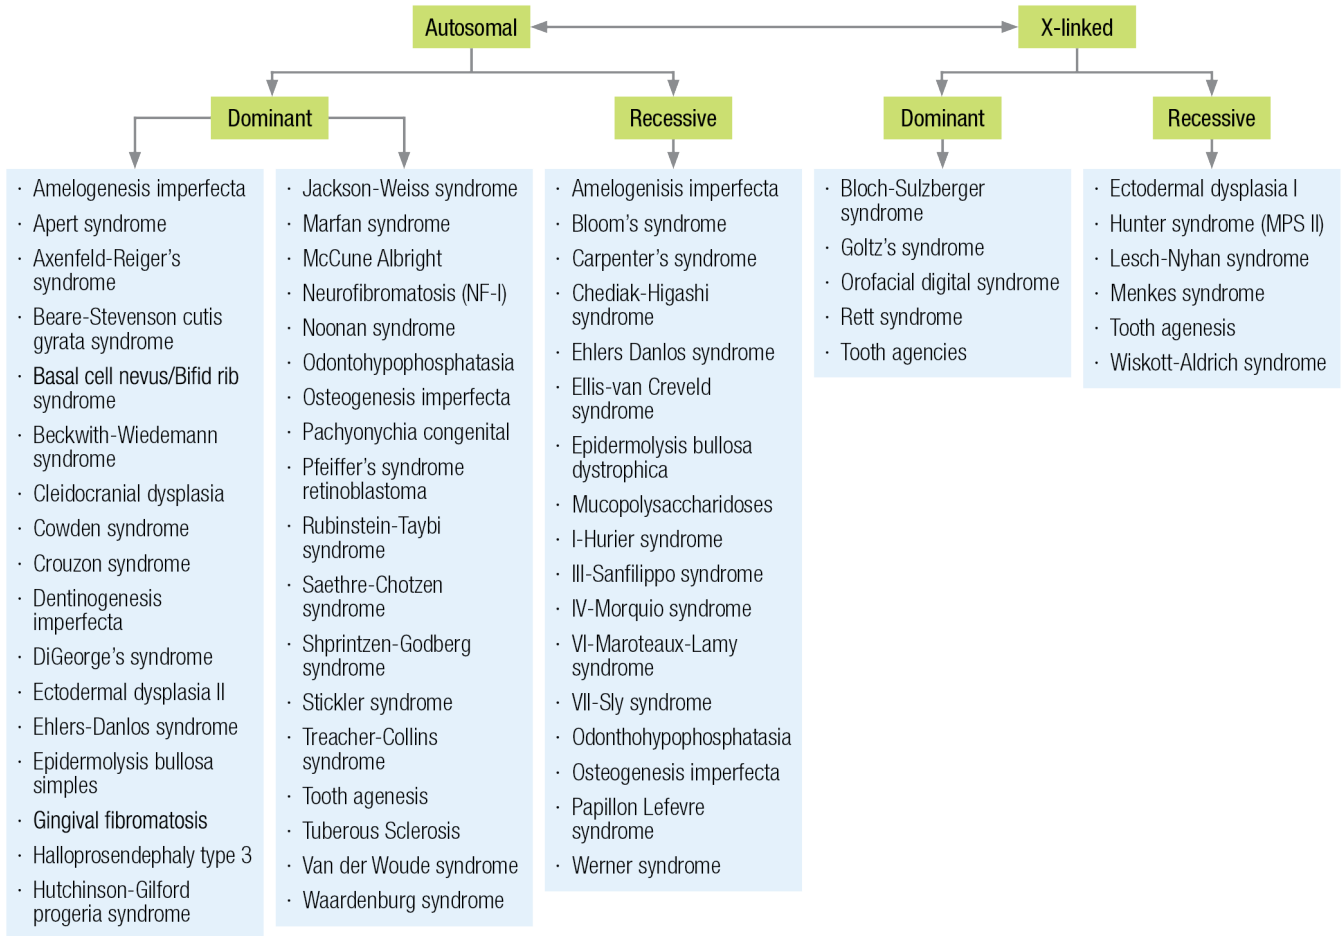 Autosomal
X-linked
Dominant
Recessive
Dominant
Recessive
· Amelogenesis imperfecta
· Apert syndrome
· Axenfeld-Reiger's
syndrome
· Beare-Stevenson cutis
gyrata syndrome
· Basal cell nevus/Bifid rib
syndrome
· Beckwith-Wiedemann
syndrome
· Cleidocranial dysplasia
· Cowden syndrome
· Crouzon syndrome
· Dentinogenesis
imperfecta
· DiGeorge's syndrome
· Ectodermal dysplasia II
· Ehlers-Danlos syndrome
· Epidermolysis bullosa
simples
· Gingival fibromatosis
· Halloprosendephaly type 3
· Hutchinson-Gilford
progeria syndrome
· Jackson-Weiss syndrome
· Marfan syndrome
· McCune Albright
· Neurofibromatosis (NF-I)
· Noonan syndrome
· Odontohypophosphatasia
· Osteogenesis imperfecta
· Pachyonychia congenital
· Pfeiffer's syndrome
retinoblastoma
· Rubinstein-Taybi
syndrome
· Saethre-Chotzen
syndrome
· Shprintzen-Godberg
syndrome
· Stickler syndrome
· Treacher-Collins
syndrome
· Tooth agenesis
· Tuberous Sclerosis
· Van der Woude syndrome
· Waardenburg syndrome
· Amelogenisis imperfecta
· Bloom's syndrome
· Carpenter's syndrome
· Chediak-Higashi
syndrome
· Ehlers Danlos syndrome
· Ellis-van Creveld
syndrome
· Epidermolysis bullosa
dystrophica
· Mucopolysaccharidoses
· I-Hurier syndrome
· III-Sanfilippo syndrome
· IV-Morquio syndrome
· VI-Maroteaux-Lamy
syndrome
· VII-Sly syndrome
· Odonthohypophosphatasia
· Osteogenesis imperfecta
· Papillon Lefevre
syndrome
· Werner syndrome
· Bloch-Sulzberger
syndrome
· Goltz's syndrome
· Orofacial digital syndrome
· Rett syndrome
· Tooth agencies
· Ectodermal dysplasia I
· Hunter syndrome (MPS II)
· Lesch-Nyhan syndrome
· Menkes syndrome
· Tooth agenesis
· Wiskott-Aldrich syndrome